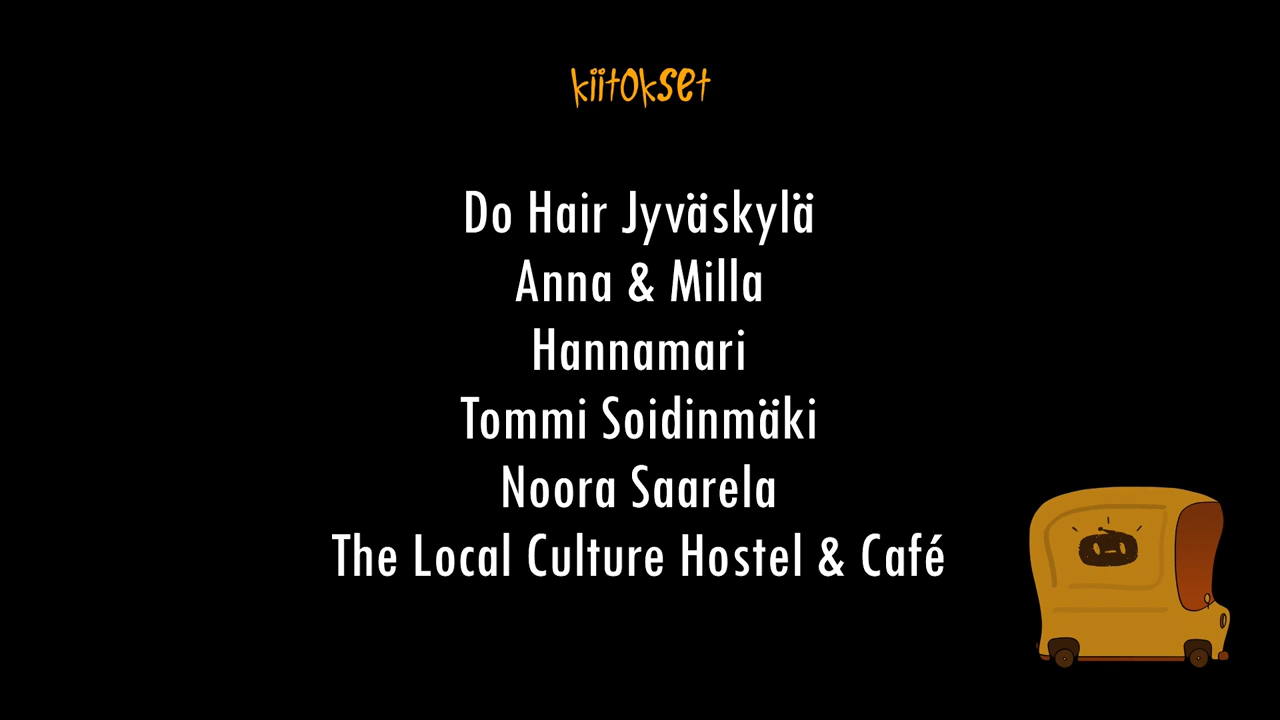 kiitokset
Do Hair Jyväskylä
Anna & Milla
Hannamari
Tommi Soidinmäki
Noora Saarela
The Local Culture Hostel & Café